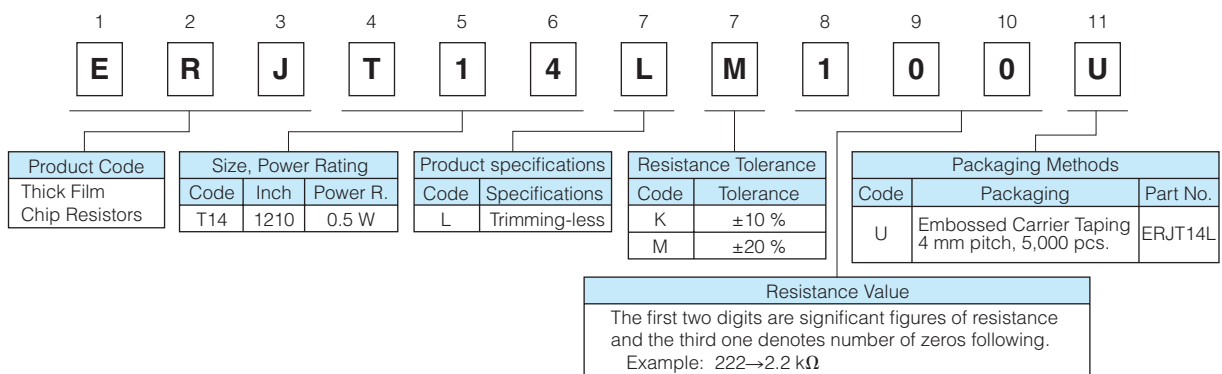 1 2 3 4 5 6 7 7 8 9 10 11
E R J T 1 4 L M 1 0 0 U
Product Code
Thick Film
Chip Resistors
Size, Power Rating
Code Inch Power R.
T14 1210 0.5 W
Product specifications
Code Specifications
L Trimming-less
Resistance Tolerance
Code Tolerance
K ±10 %
M ±20 %
Packaging Methods
Code Packaging Part No.
U Embossed Carrier Taping
4 mm pitch, 5,000 pcs. ERJT14L
Resistance Value
The first two digits are significant figures of resistance
and the third one denotes number of zeros following.
Example: 222→2.2 kΩ